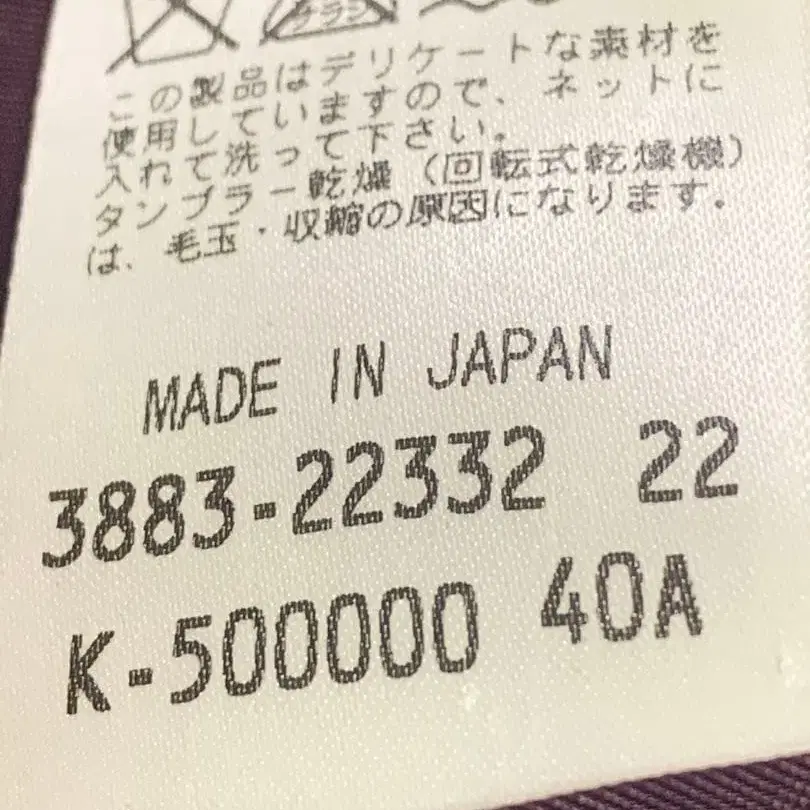 この製品はデリケートな素材を
使用していますので、ネットに
入れて洗って下さい。
タンブラー乾燥（回転式乾燥機）
は、毛玉・収縮の原因になります。
MADE IN JAPAN
3883-22332 22
K-500000 40A